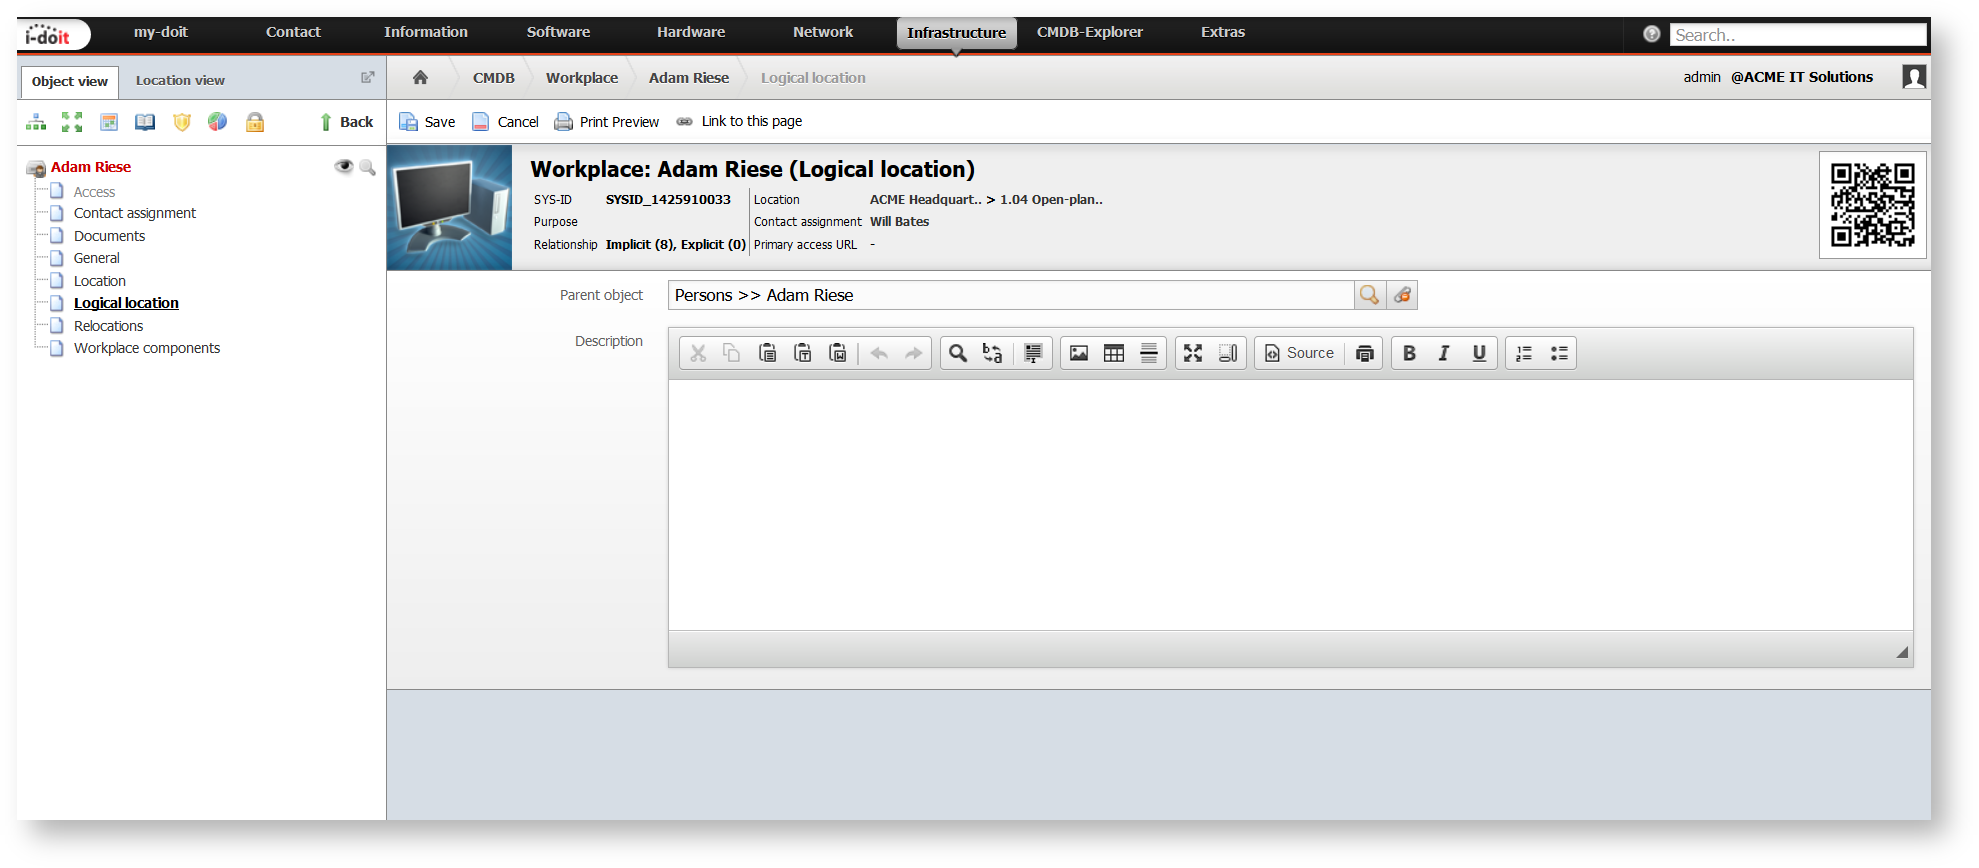 i-doit
my-doit Contact Information Software Hardware Network Infrastructure CMDB-Explorer Extras Search..
Object view Location view
CMDB Workplace Adam Riese Logical location
admin @ACME IT Solutions
Back
Save Cancel Print Preview Link to this page
Adam Riese
Access
Contact assignment
Documents
General
Location
Logical location
Relocations
Workplace components
Workplace: Adam Riese (Logical location)
SYS-ID SYSID_1425910033 Location ACME Headquart.. > 1.04 Open-plan..
Purpose Contact assignment Will Bates
Relationship Implicit (8), Explicit (0) Primary access URL -
Parent object Persons >> Adam Riese
Description
Source B I U